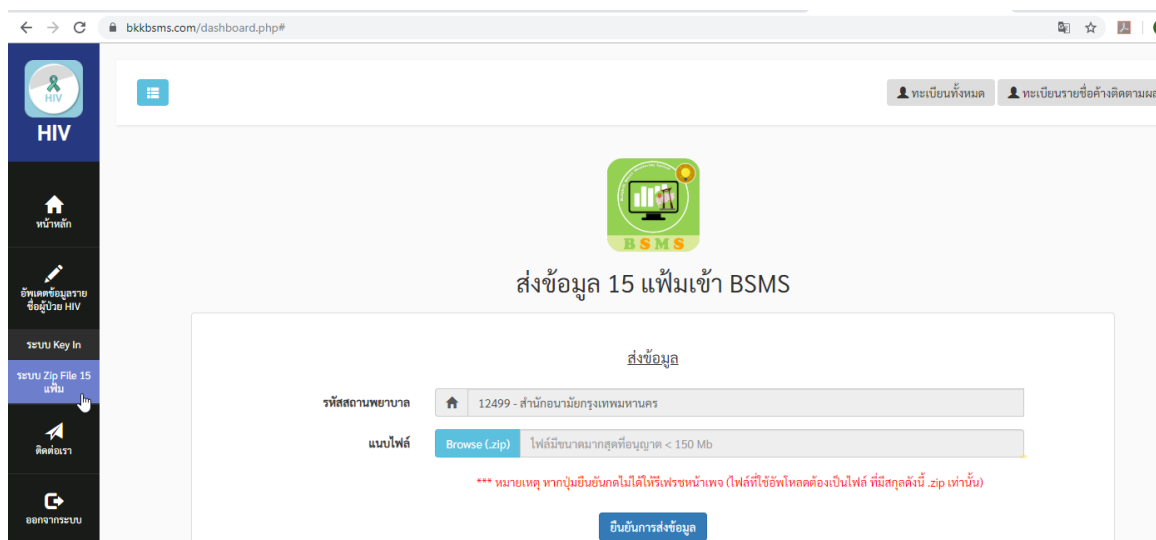 bkkbsms.com/dashboard.php#
HIV
HIV
ทะเบียนทั้งหมด
ทะเบียนรายชื่อค้างติดตามผล
หน้าหลัก
อัพเดตข้อมูลราย
ชื่อผู้ป่วย HIV
ระบบ Key In
ระบบ Zip File 15
แฟ้ม
ติดต่อเรา
ออกจากระบบ
BSMS
ส่งข้อมูล 15 แฟ้มเข้า BSMS
ส่งข้อมูล
รหัสสถานพยาบาล 12499 - สำนักอนามัยกรุงเทพมหานคร
แนบไฟล์ Browse (.zip) ไฟล์มีขนาดมากสุดที่อนุญาต < 150 Mb
*** หมายเหตุ หากปุ่มยืนยันกดไม่ได้ให้รีเฟรชหน้าเพจ (ไฟล์ที่ใช้อัพโหลดต้องเป็นไฟล์ ที่มีสกุลดังนี้ .zip เท่านั้น)
ยืนยันการส่งข้อมูล